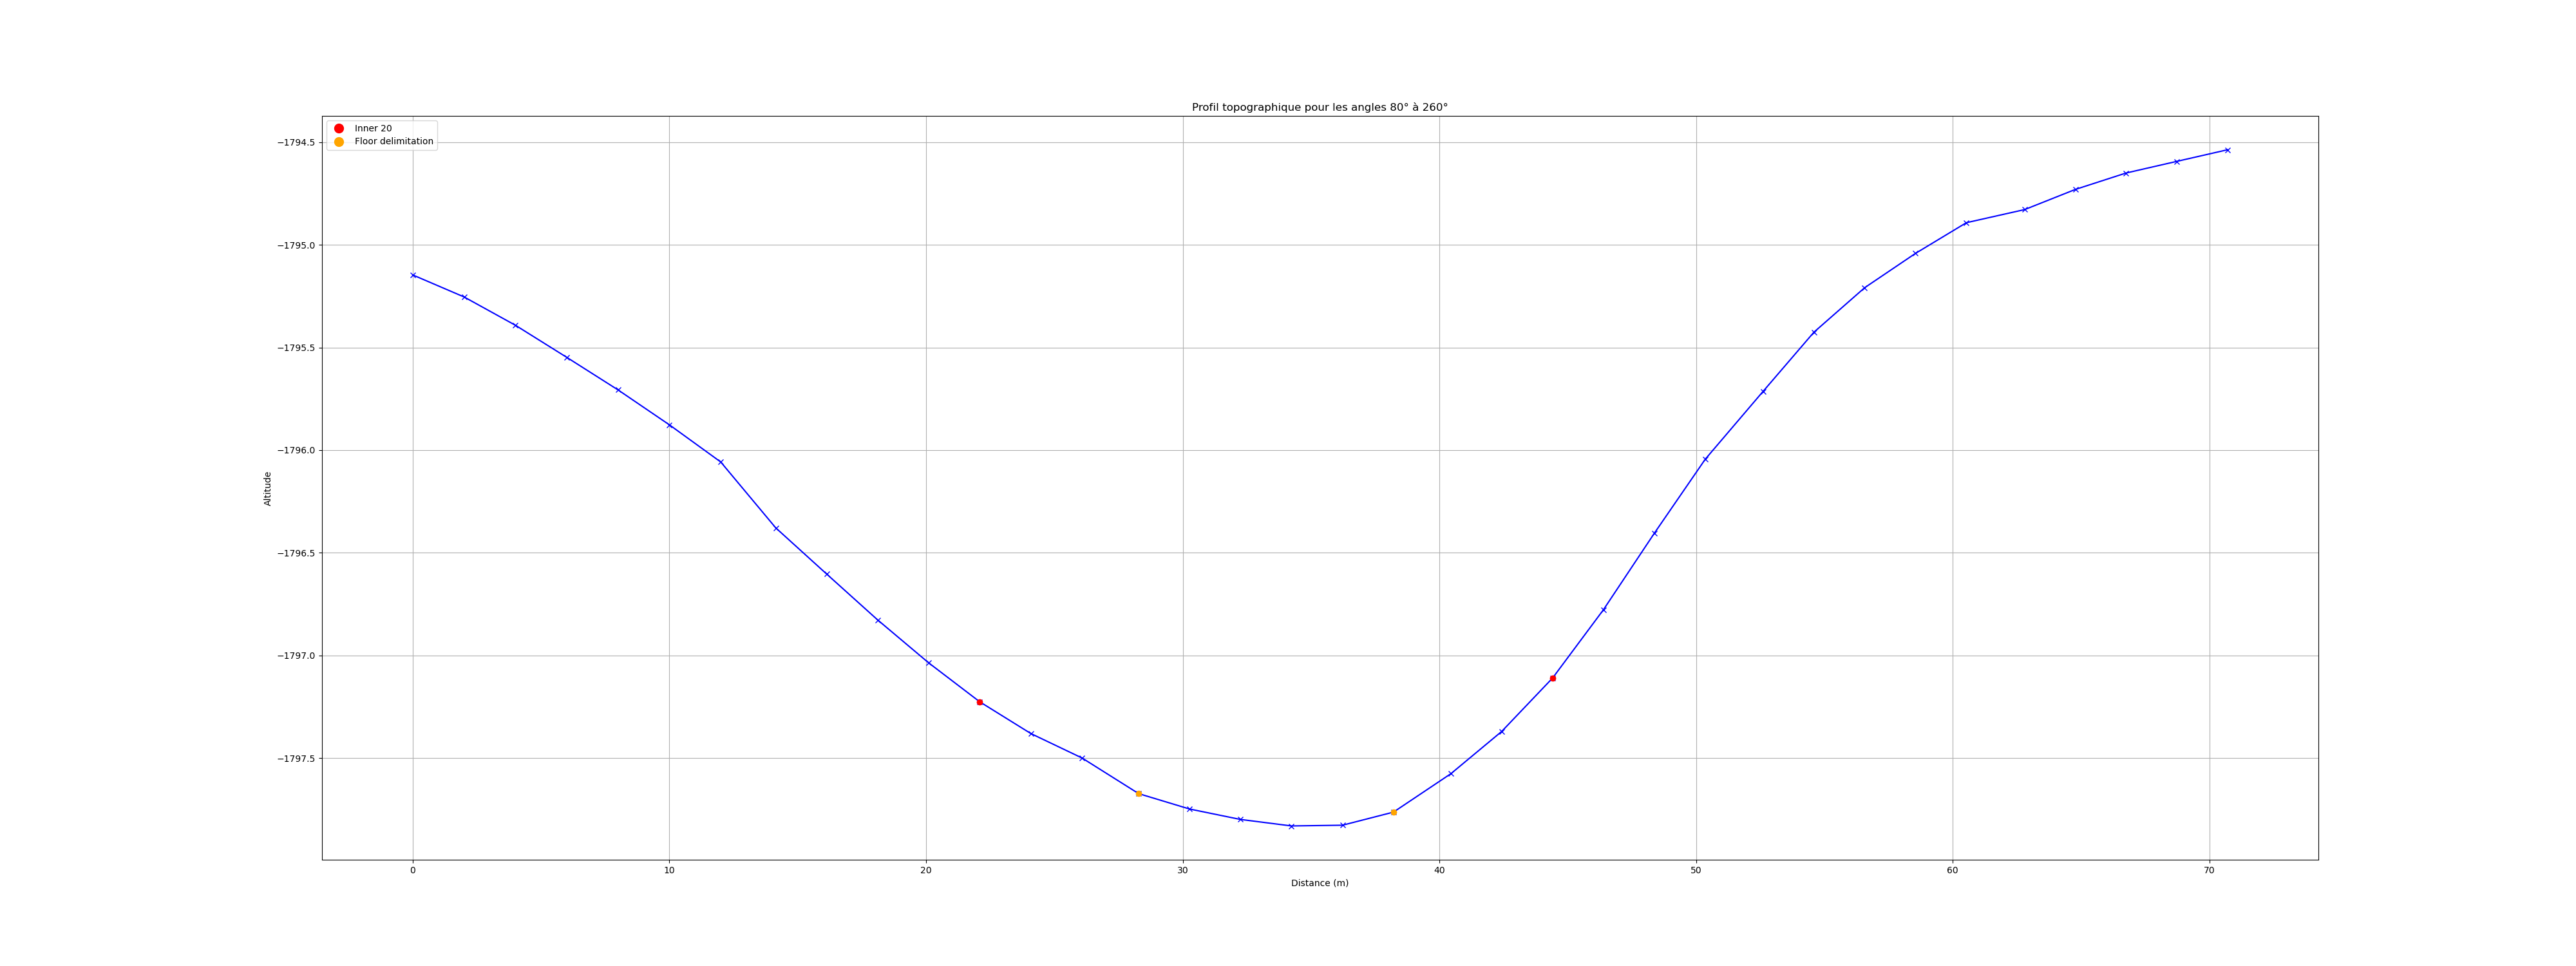 Profil topographique pour les angles 80° à 260°
Inner 20
Floor delimitation
−1794.5
−1795.0
−1795.5
−1796.0
−1796.5
−1797.0
−1797.5
Altitude
0 10 20 30 40 50 60 70
Distance (m)